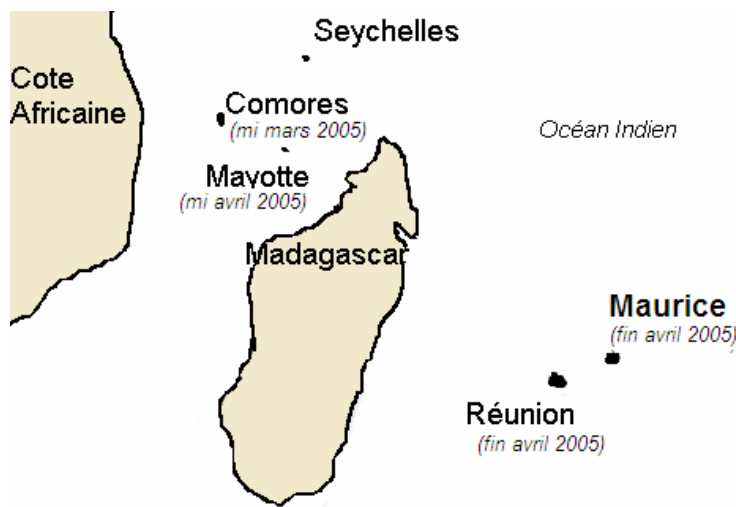 Seychelles
Cote
Africaine
Comores
(mi mars 2005)
Océan Indien
Mayotte
(mi avril 2005)
Madagascar
Maurice
(fin avril 2005)
Réunion
(fin avril 2005)